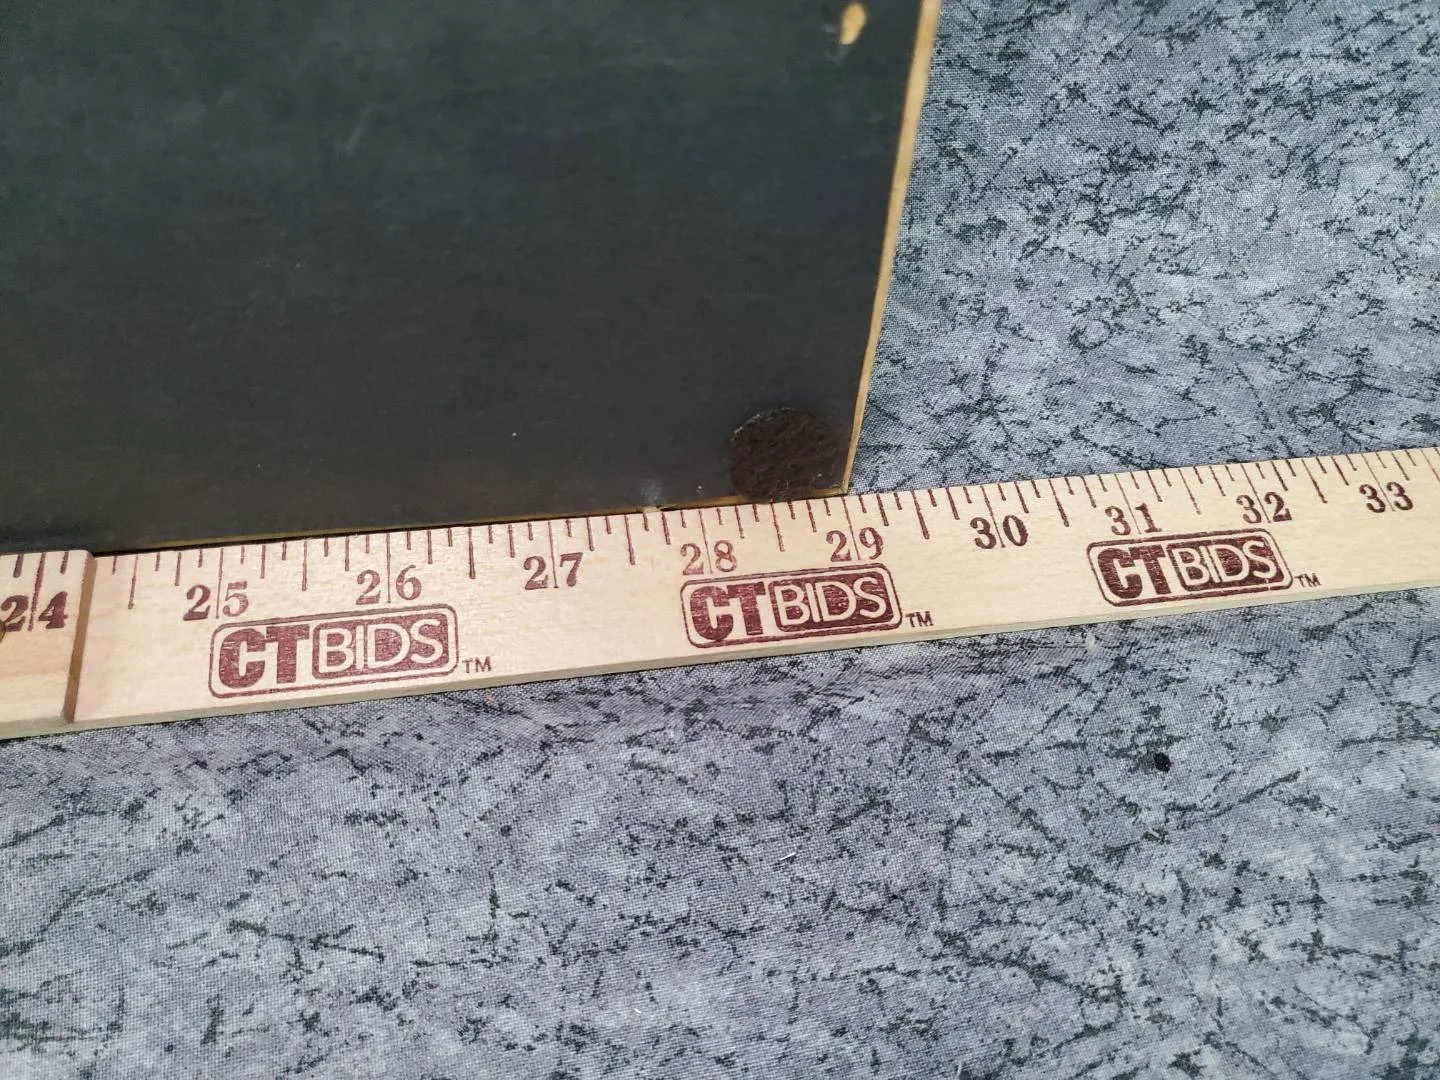 24 25 26 27 28 29 30 31 32 33
CTBIDS™ CTBIDS™ CTBIDS™